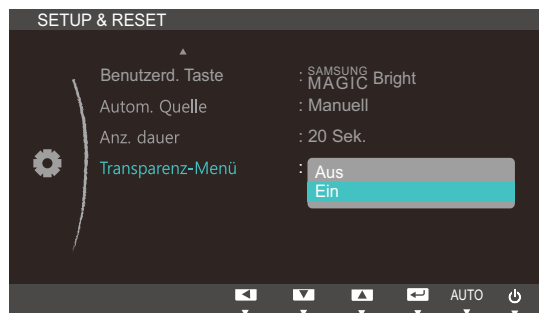 SETUP & RESET
Benutzerd. Taste : SAMSUNG MAGIC Bright
Autom. Quelle : Manuell
Anz. dauer : 20 Sek.
Transparenz-Menü : Aus
Ein
AUTO